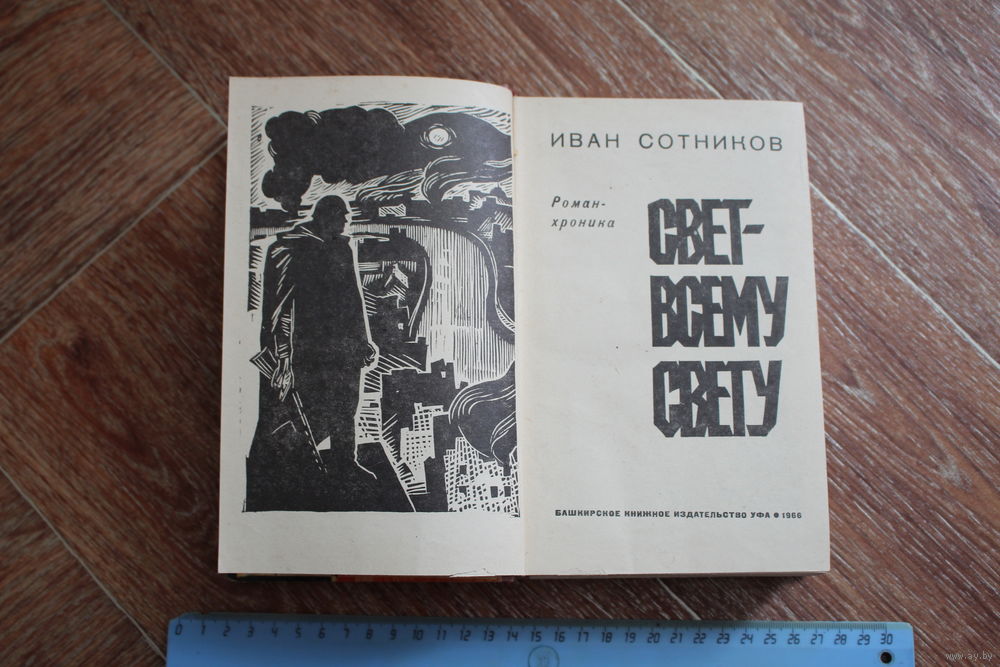 ИВАН СОТНИКОВ
Роман-
хроника
СВЕТ-
ВСЕМУ
СВЕТУ
БАШКИРСКОЕ КНИЖНОЕ ИЗДАТЕЛЬСТВО УФА • 1966
0 1 2 3 4 5 6 7 8 9 10 11 12 13 14 15 16 17 18 19 20 21 22 23 24 25 26 27 28 29 30
www.ay.by